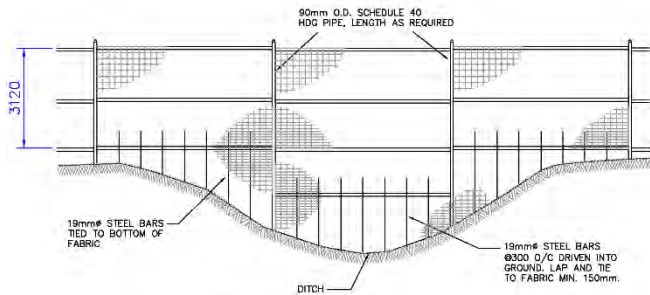 90mm O.D. SCHEDULE 40
HDG PIPE, LENGTH AS REQUIRED
3120
19mmø STEEL BARS
TIED TO BOTTOM OF
FABRIC
19mmø STEEL BARS
@300 O/C DRIVEN INTO
GROUND. LAP AND TIE
TO FABRIC MIN. 150mm.
DITCH